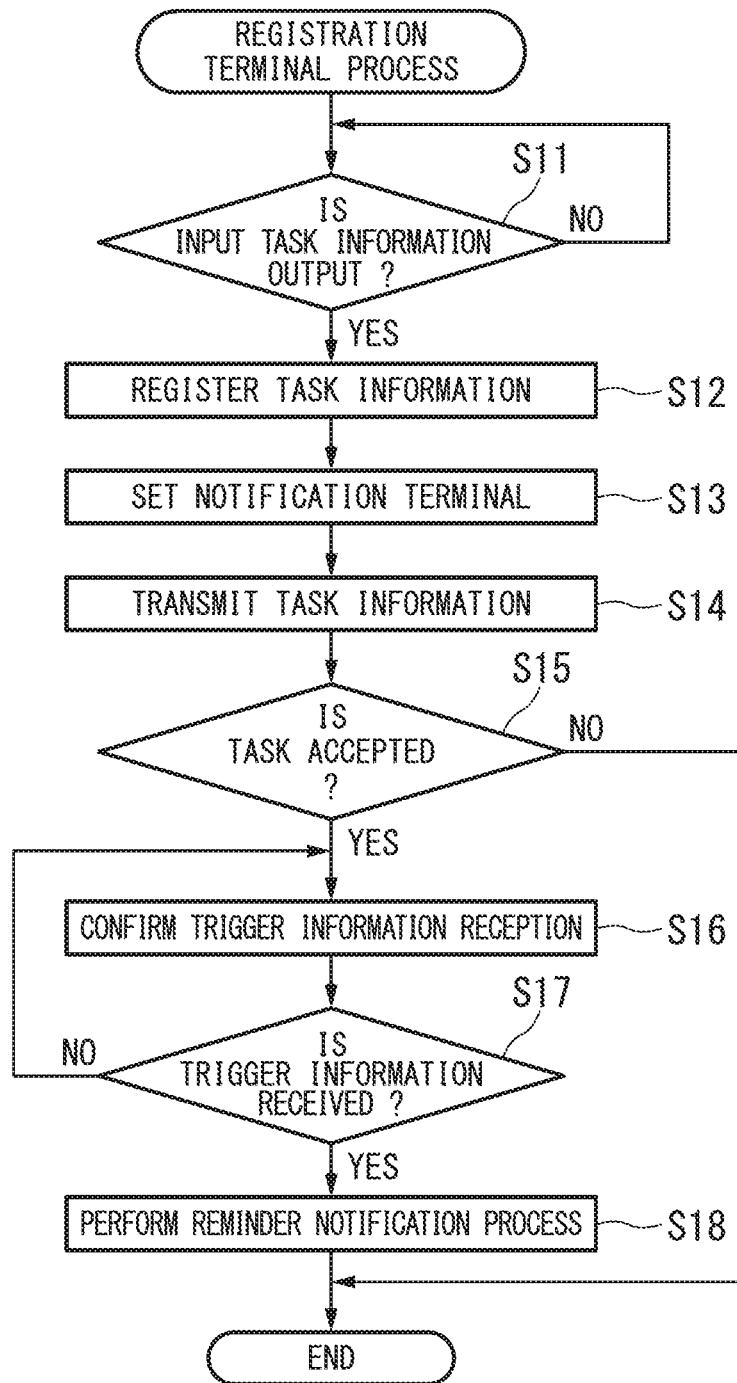 REGISTRATION
TERMINAL PROCESS
S11
IS
INPUT TASK INFORMATION
OUTPUT ?
NO
YES
REGISTER TASK INFORMATION
S12
SET NOTIFICATION TERMINAL
S13
TRANSMIT TASK INFORMATION
S14
S15
IS
TASK ACCEPTED
?
NO
YES
CONFIRM TRIGGER INFORMATION RECEPTION
S16
S17
IS
TRIGGER INFORMATION
RECEIVED ?
NO
YES
PERFORM REMINDER NOTIFICATION PROCESS
S18
END